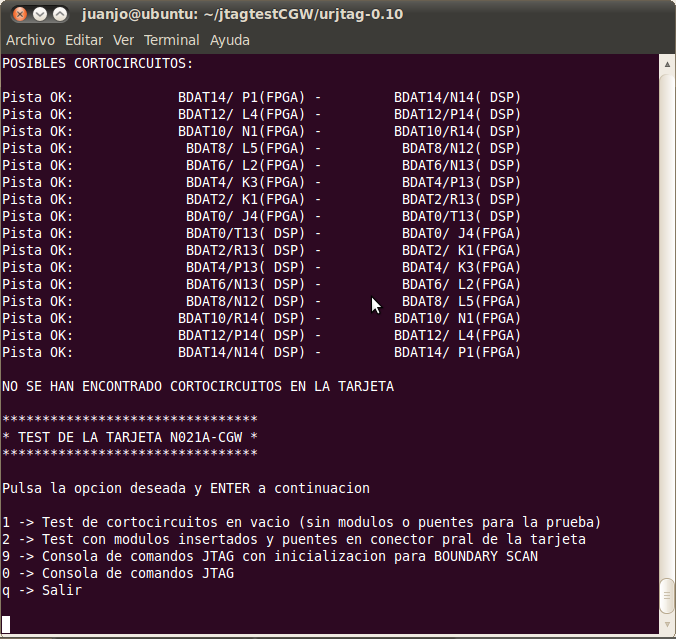 juanjo@ubuntu: ~/jtagtestCGW/urjtag-0.10
Archivo Editar Ver Terminal Ayuda
POSIBLES CORTOCIRCUITOS:
Pista OK: BDAT14/ P1(FPGA) - BDAT14/N14( DSP)
Pista OK: BDAT12/ L4(FPGA) - BDAT12/P14( DSP)
Pista OK: BDAT10/ N1(FPGA) - BDAT10/R14( DSP)
Pista OK: BDAT8/ L5(FPGA) - BDAT8/N12( DSP)
Pista OK: BDAT6/ L2(FPGA) - BDAT6/N13( DSP)
Pista OK: BDAT4/ K3(FPGA) - BDAT4/P13( DSP)
Pista OK: BDAT2/ K1(FPGA) - BDAT2/R13( DSP)
Pista OK: BDAT0/ J4(FPGA) - BDAT0/T13( DSP)
Pista OK: BDAT0/T13( DSP) - BDAT0/ J4(FPGA)
Pista OK: BDAT2/R13( DSP) - BDAT2/ K1(FPGA)
Pista OK: BDAT4/P13( DSP) - BDAT4/ K3(FPGA)
Pista OK: BDAT6/N13( DSP) - BDAT6/ L2(FPGA)
Pista OK: BDAT8/N12( DSP) - BDAT8/ L5(FPGA)
Pista OK: BDAT10/R14( DSP) - BDAT10/ N1(FPGA)
Pista OK: BDAT12/P14( DSP) - BDAT12/ L4(FPGA)
Pista OK: BDAT14/N14( DSP) - BDAT14/ P1(FPGA)
NO SE HAN ENCONTRADO CORTOCIRCUITOS EN LA TARJETA
********************************
* TEST DE LA TARJETA N021A-CGW *
********************************
Pulsa la opcion deseada y ENTER a continuacion
1 -> Test de cortocircuitos en vacio (sin modulos o puentes para la prueba)
2 -> Test con modulos insertados y puentes en conector pral de la tarjeta
9 -> Consola de comandos JTAG con inicializacion para BOUNDARY SCAN
0 -> Consola de comandos JTAG
q -> Salir